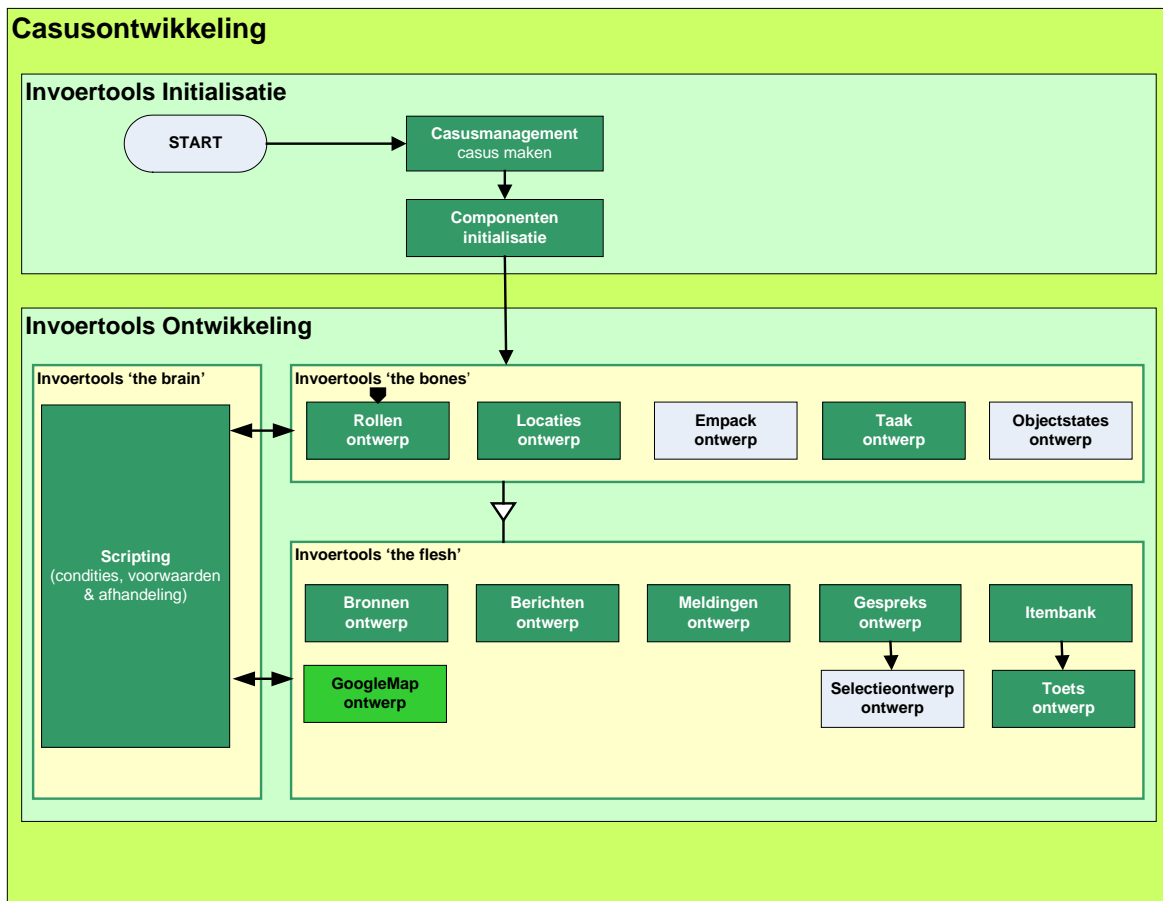 Casusontwikkeling
Invoertools Initialisatie
START
Casusmanagement
casus maken
Componenten
initialisatie
Invoertools Ontwikkeling
Invoertools ‘the brain’
Scripting
(condities, voorwaarden
& afhandeling)
Invoertools ‘the bones’
Rollen
ontwerp
Locaties
ontwerp
Empack
ontwerp
Taak
ontwerp
Objectstates
ontwerp
Invoertools ‘the flesh’
Bronnen
ontwerp
Berichten
ontwerp
Meldingen
ontwerp
Gespreks
ontwerp
Itembank
GoogleMap
ontwerp
Selectieontwerp
ontwerp
Toets
ontwerp